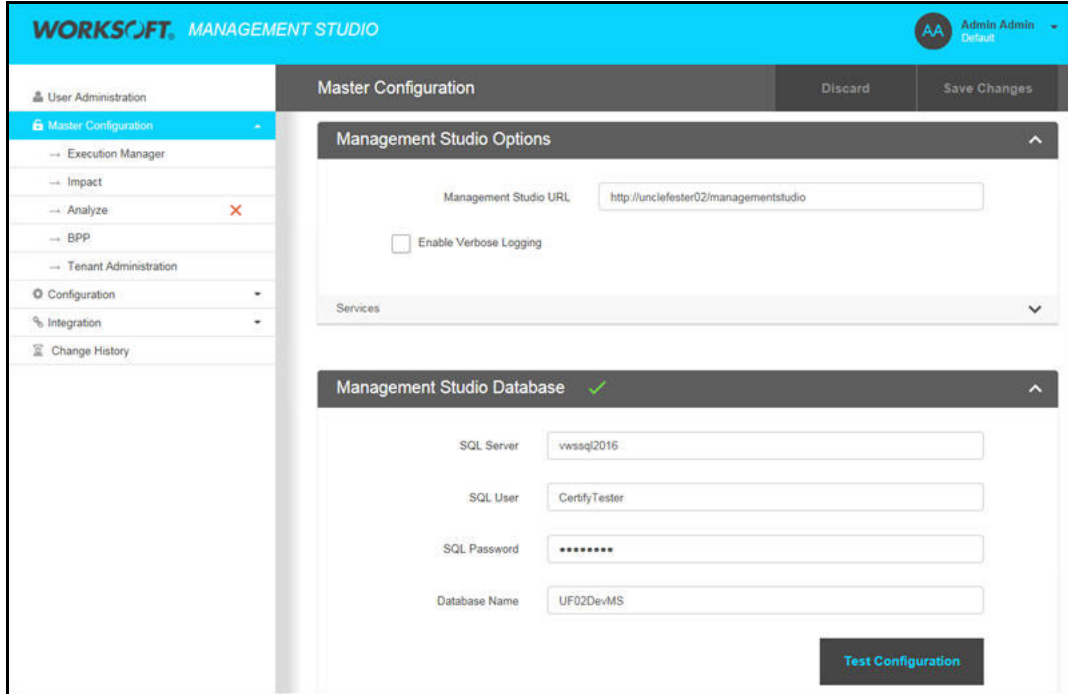 WORKSOFT® MANAGEMENT STUDIO
AA
Admin Admin
Default
User Administration
Master Configuration
Execution Manager
Impact
Analyze
BPP
Tenant Administration
Configuration
Integration
Change History
Master Configuration
Discard
Save Changes
Management Studio Options
Management Studio URL http://unclefester02/managementstudio
Enable Verbose Logging
Services
Management Studio Database
SQL Server vwssql2016
SQL User CertifyTester
SQL Password ••••••••
Database Name UF02DevMS
Test Configuration